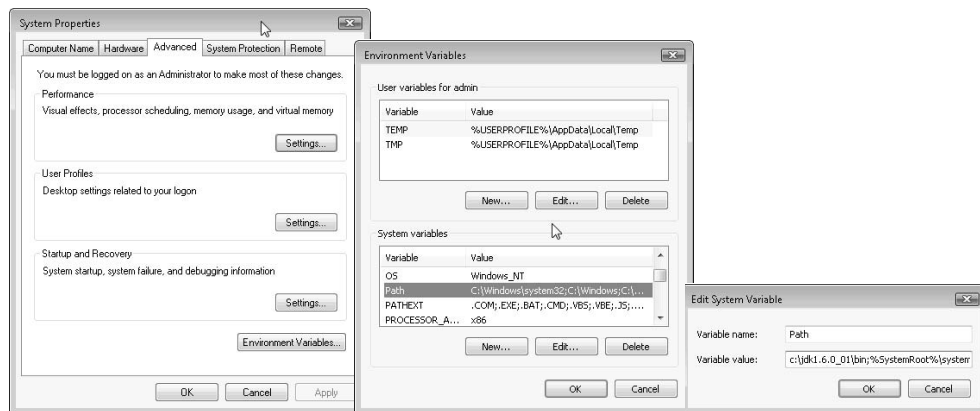 System Properties
Computer Name Hardware Advanced System Protection Remote
You must be logged on as an Administrator to make most of these changes.
Performance
Visual effects, processor scheduling, memory usage, and virtual memory
Settings...
User Profiles
Desktop settings related to your logon
Settings...
Startup and Recovery
System startup, system failure, and debugging information
Settings...
Environment Variables...
OK Cancel Apply
Environment Variables
User variables for admin
Variable Value
TEMP %USERPROFILE%\AppData\Local\Temp
TMP %USERPROFILE%\AppData\Local\Temp
New... Edit... Delete
System variables
Variable Value
OS Windows_NT
Path C:\Windows\system32;C:\Windows;C:\...
PATHEXT .COM;.EXE;.BAT;.CMD;.VBS;.VBE;.JS;....
PROCESSOR_A... x86
New... Edit... Delete
OK Cancel
Edit System Variable
Variable name: Path
Variable value: c:\jdk1.6.0_01\bin;%SystemRoot%\system
OK Cancel